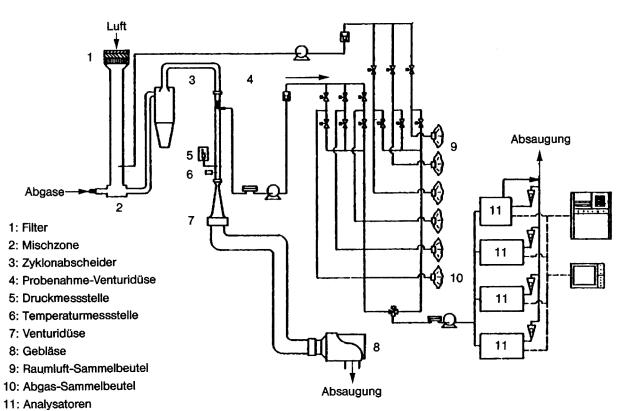 Luft
1
3
4
5
6
Abgase
2
7
8
9
10
Absaugung
Absaugung
11
11
11
11
1: Filter
2: Mischzone
3: Zyklonabscheider
4: Probenahme-Venturidüse
5: Druckmessstelle
6: Temperaturmessstelle
7: Venturidüse
8: Gebläse
9: Raumluft-Sammelbeutel
10: Abgas-Sammelbeutel
11: Analysatoren